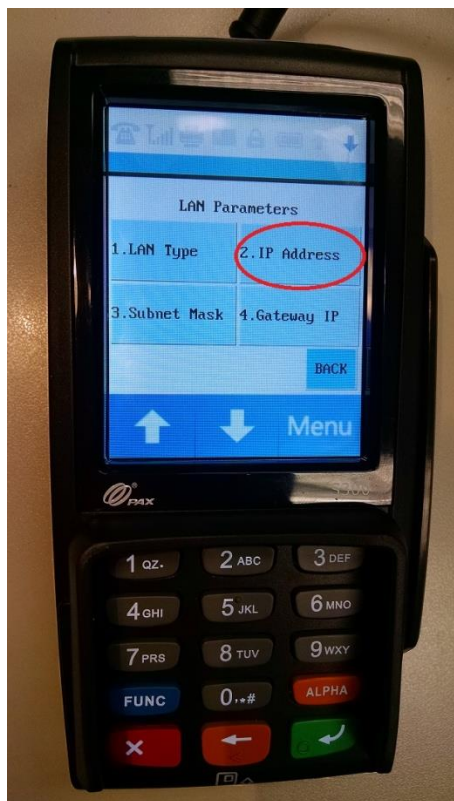 LAN Parameters
1.LAN Type 2.IP Address
3.Subnet Mask 4.Gateway IP
BACK
Menu
PAX
1 QZ. 2 ABC 3 DEF
4 GHI 5 JKL 6 MNO
7 PRS 8 TUV 9 WXY
FUNC 0,*# ALPHA